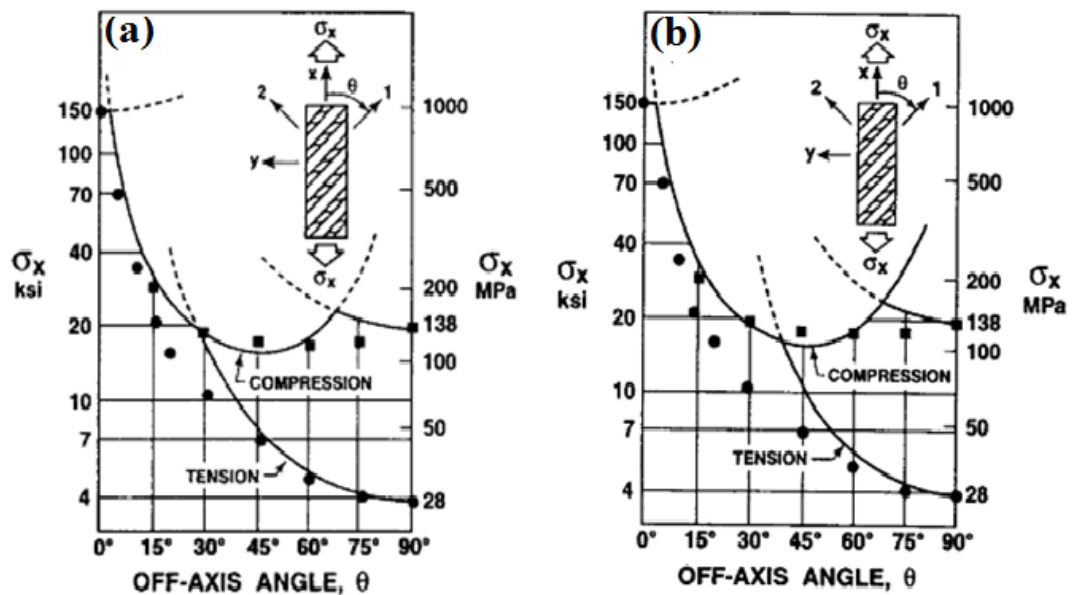 (a)
σx
x
θ
2
1
y
σx
150
100
70
40
20
10
7
4
σx
ksi
1000
500
200
138
100
50
28
σx
MPa
COMPRESSION
TENSION
0° 15° 30° 45° 60° 75° 90°
OFF-AXIS ANGLE, θ
(b)
σx
x
θ
2
1
y
σx
150
100
70
40
20
10
7
4
σx
ksi
1000
500
200
138
100
50
28
σx
MPa
COMPRESSION
TENSION
0° 15° 30° 45° 60° 75° 90°
OFF-AXIS ANGLE, θ